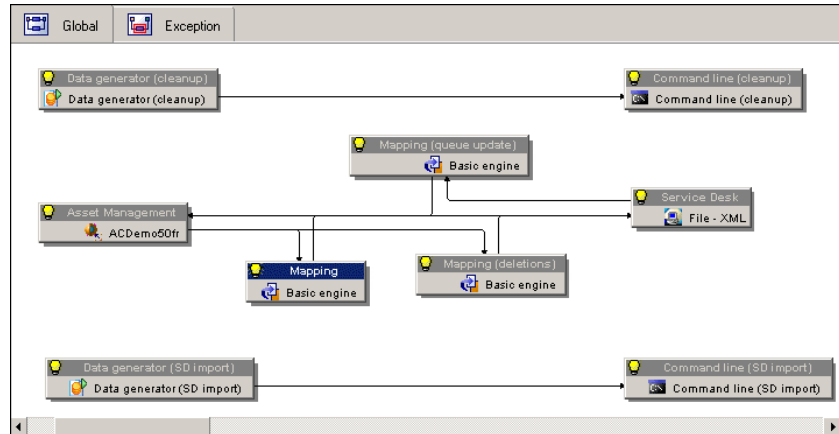 Global Exception
Data generator (cleanup) Command line (cleanup)
Data generator (cleanup) Command line (cleanup)
Mapping (queue update)
Basic engine
Service Desk
File - XML
Asset Management
ACDemo50fr
Mapping
Basic engine
Mapping (deletions)
Basic engine
Data generator (SD import) Command line (SD import)
Data generator (SD import) Command line (SD import)